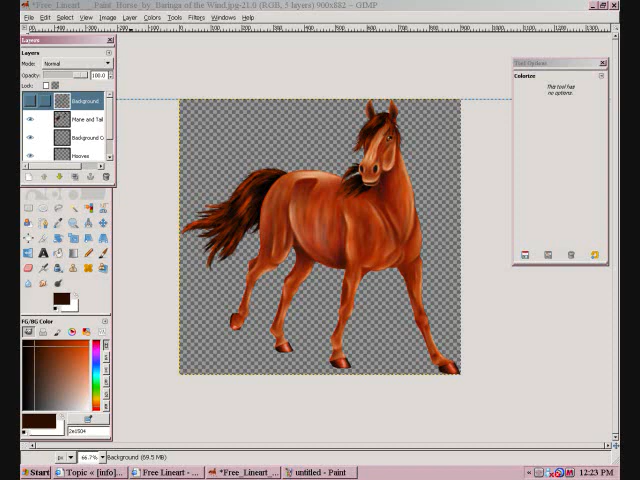 *Free_Lineart___Paint_Horse_by_Baringa of the Wind.jpg-21.0 (RGB, 5 layers) 900x882 – GIMP
File Edit Select View Image Layer Colors Tools Filters Windows Help
Layers
Layers
Mode: Normal
Opacity: 100.0
Lock:
Background
Mane and Tail
Background C
Hooves
Tool Options
Colorize
This tool has
no options.
FG/BG Color
2e1504
px 66.7% Background (69.5 MB)
Start Topic « [info]... Free Lineart - ... *Free_Lineart_... untitled - Paint « 12:23 PM